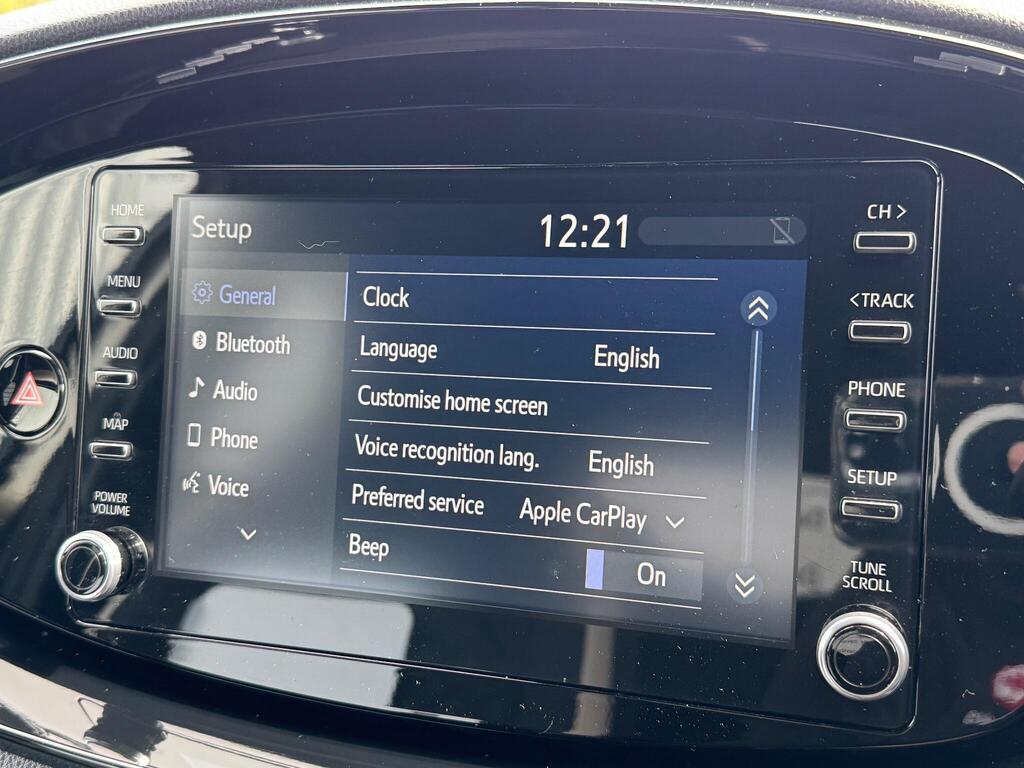 HOME
MENU
AUDIO
MAP
POWER
VOLUME
Setup
12:21
General
Bluetooth
Audio
Phone
Voice
Clock
Language English
Customise home screen
Voice recognition lang. English
Preferred service Apple CarPlay
Beep On
CH >
<TRACK
PHONE
SETUP
TUNE
SCROLL